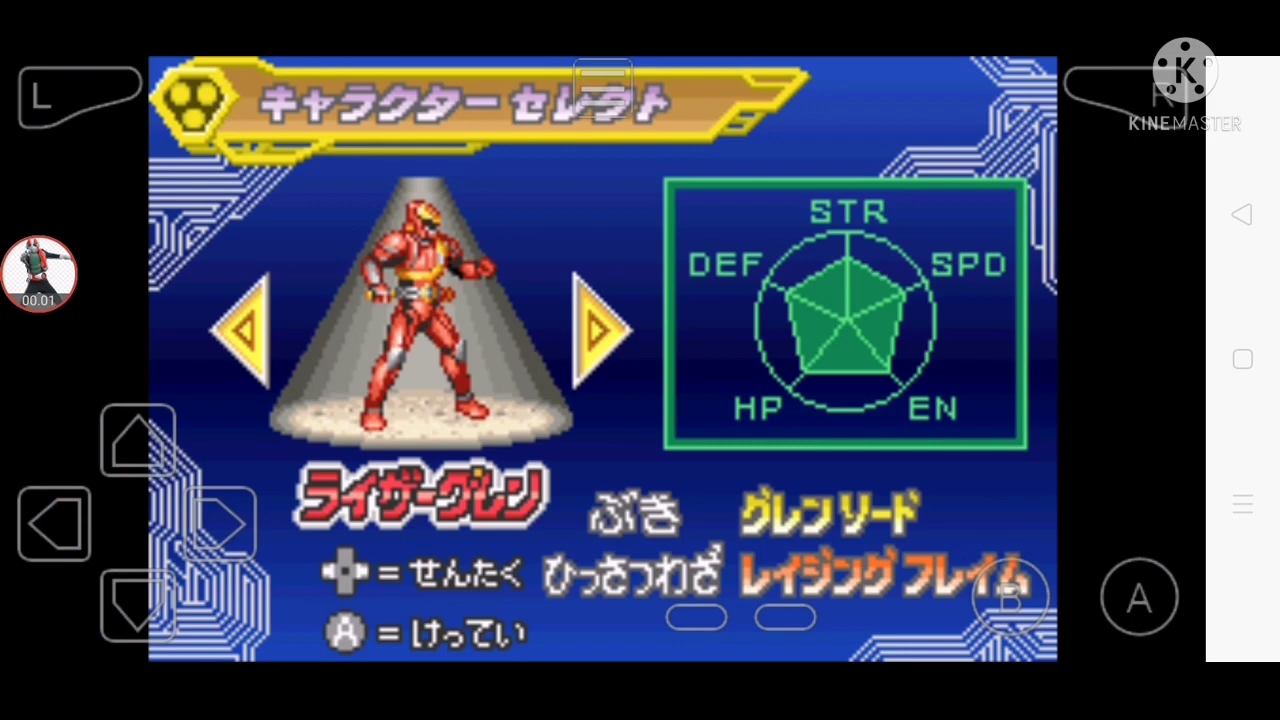 L
R
K
KINEMASTER
キャラクター セレクト
STR
DEF
SPD
HP
EN
00:01
ライザーグレン
ぶき グレンソード
= せんたく
ひっさつわざ レイジングフレイム
A = けってい
B
A